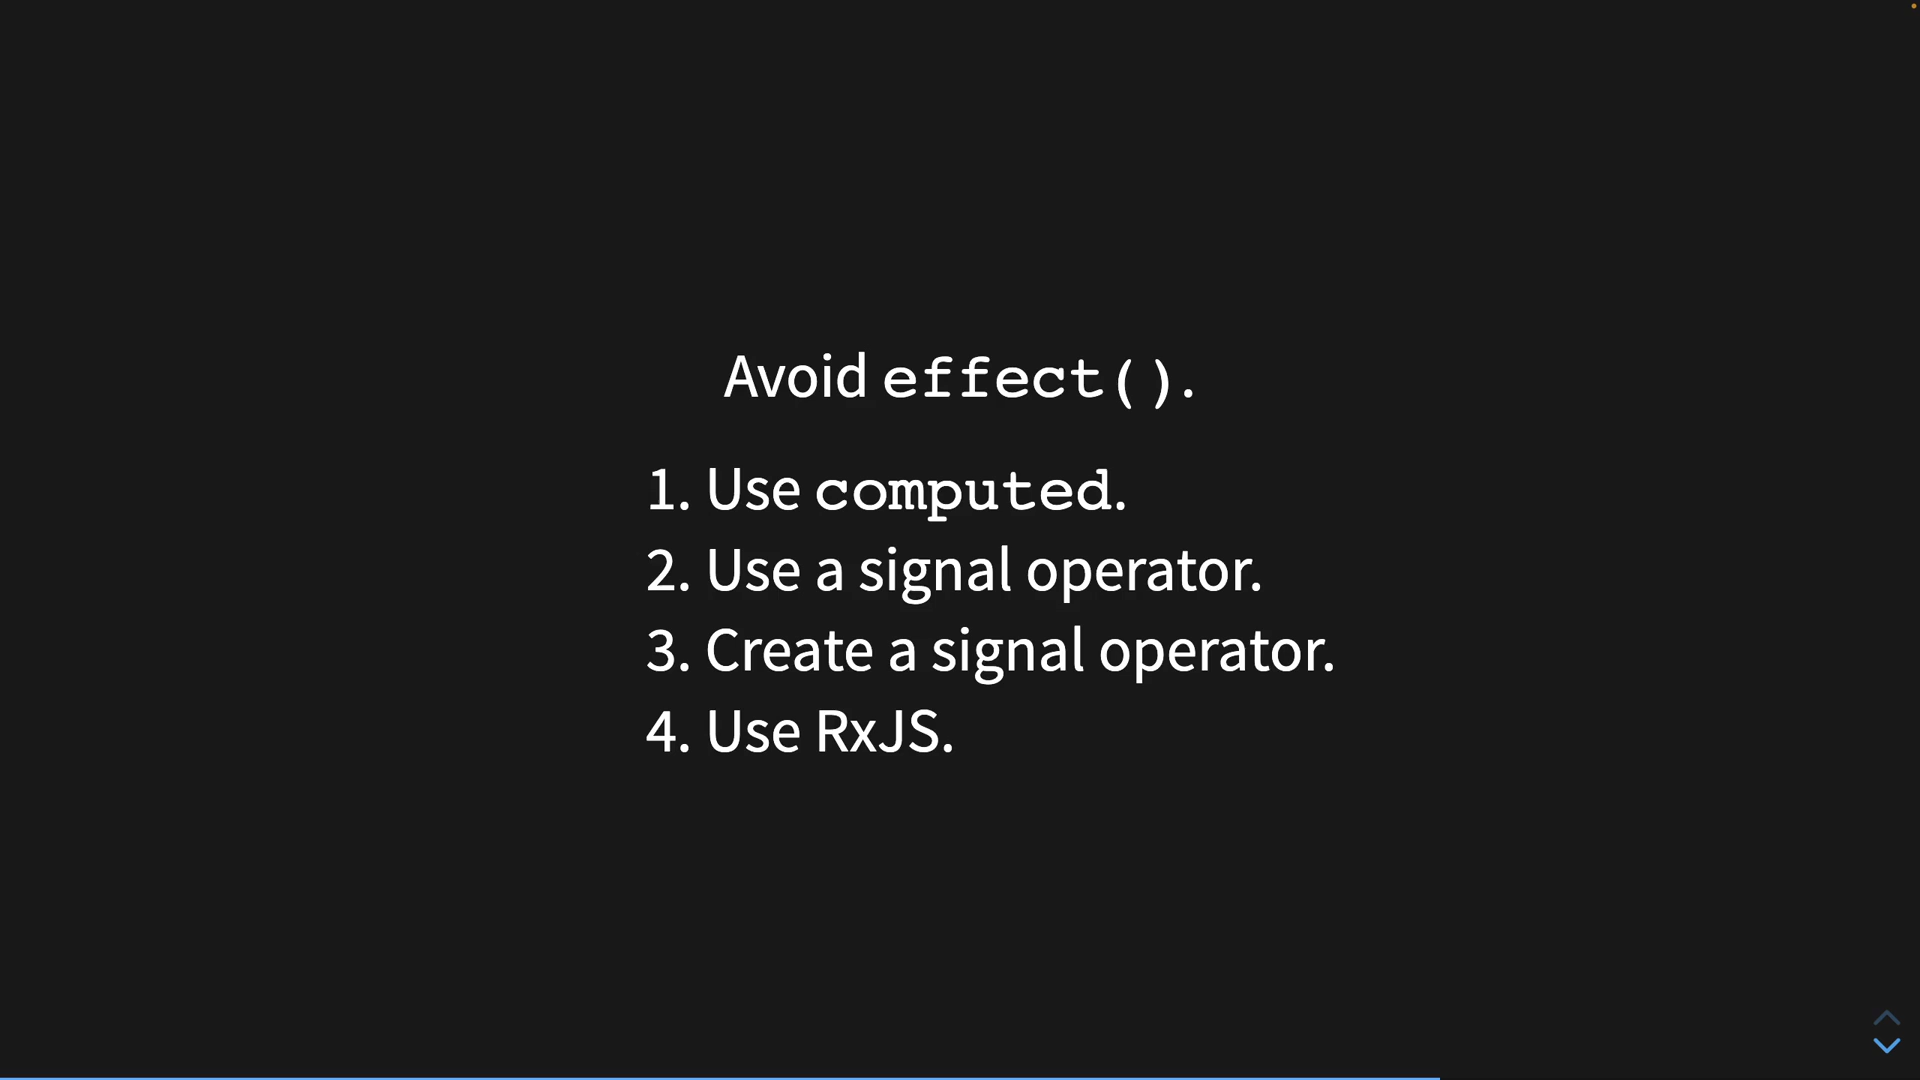 Avoid effect().
1. Use computed.
2. Use a signal operator.
3. Create a signal operator.
4. Use RxJS.